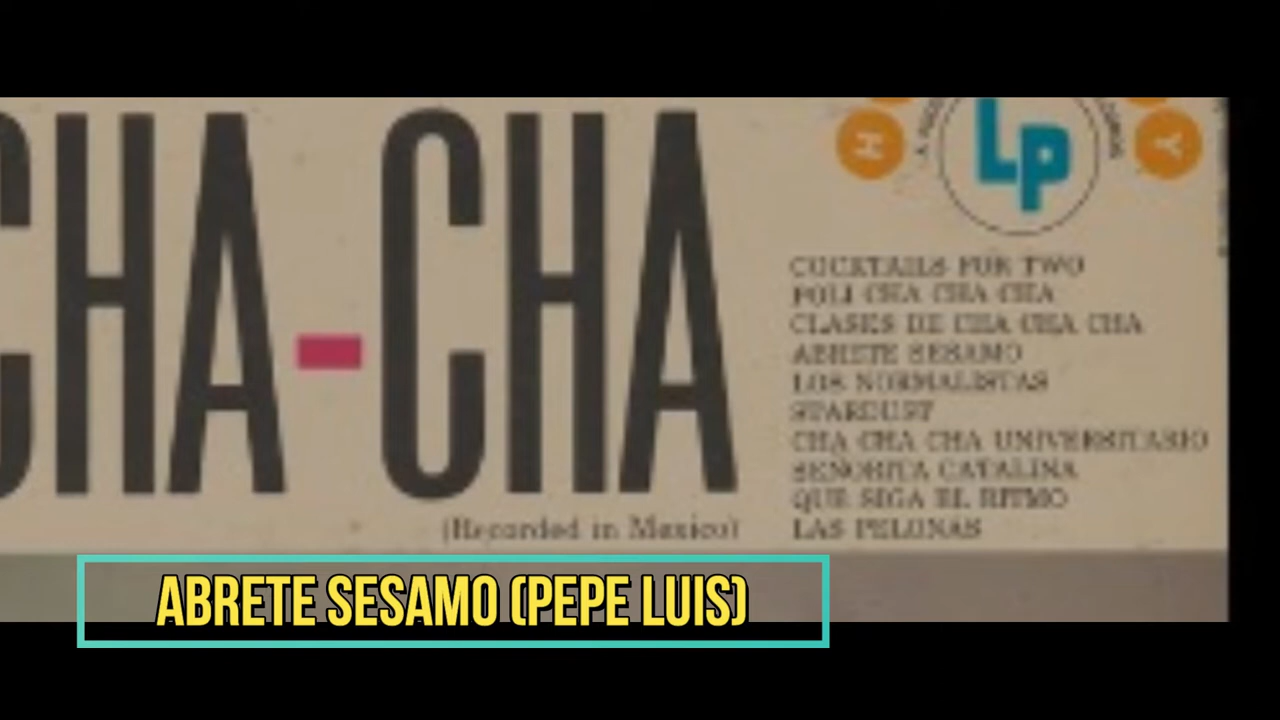 CHA-CHA
H
LP
Y
COCKTAILS FOR TWO
POLI CHA CHA CHA
CLASES DE CHA CHA CHA
ABRETE SESAMO
LOS NORMALISTAS
STARDUST
CHA CHA CHA UNIVERSITARIO
SEÑORITA CATALINA
QUE SIGA EL RITMO
LAS PELONAS
(Recorded in Mexico)
ABRETE SESAMO (PEPE LUIS)